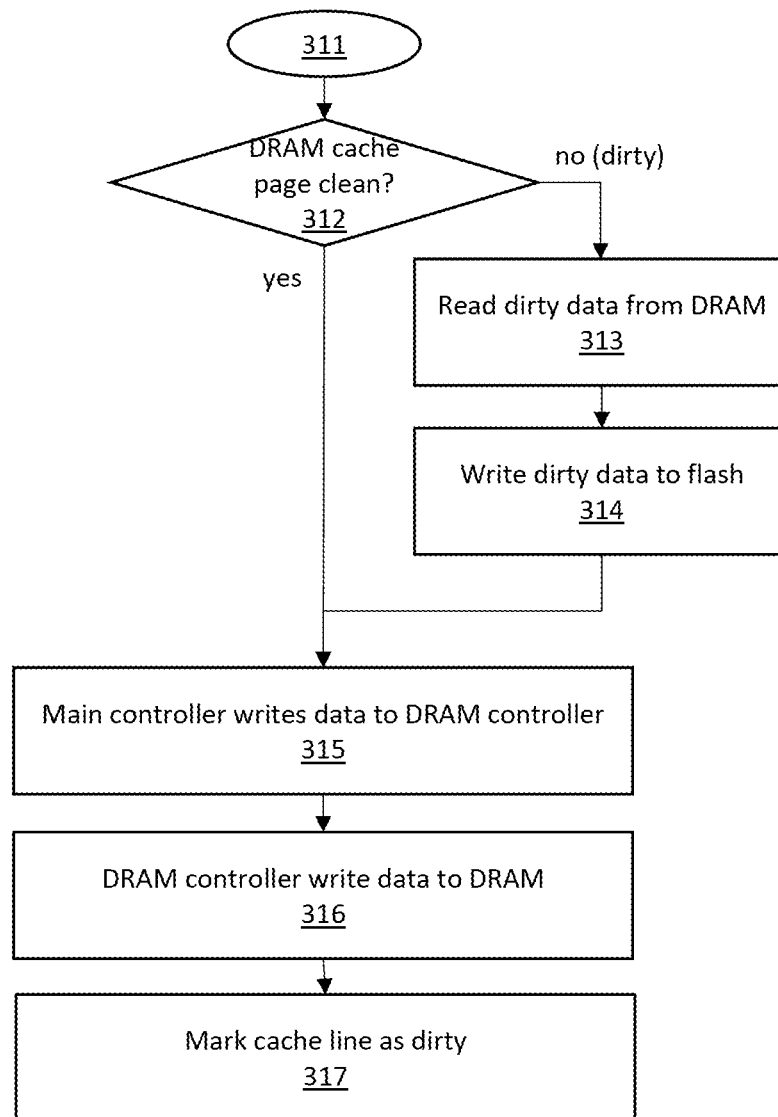 311
DRAM cache
page clean?
312
no (dirty)
yes
Read dirty data from DRAM
313
Write dirty data to flash
314
Main controller writes data to DRAM controller
315
DRAM controller write data to DRAM
316
Mark cache line as dirty
317